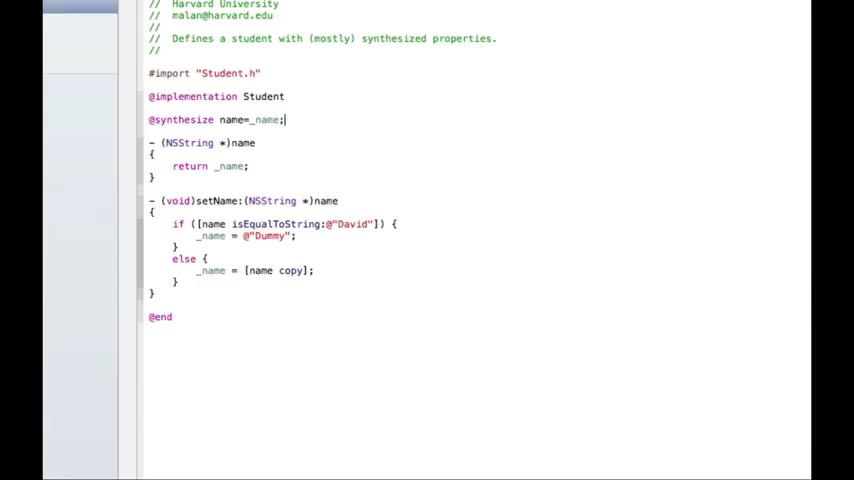 // Harvard University
// malan@harvard.edu
//
// Defines a student with (mostly) synthesized properties.
//
#import "Student.h"
@implementation Student
@synthesize name=_name;
- (NSString *)name
{
return _name;
}
- (void)setName:(NSString *)name
{
if ([name isEqualToString:@"David"]) {
_name = @"Dummy";
}
else {
_name = [name copy];
}
}
@end